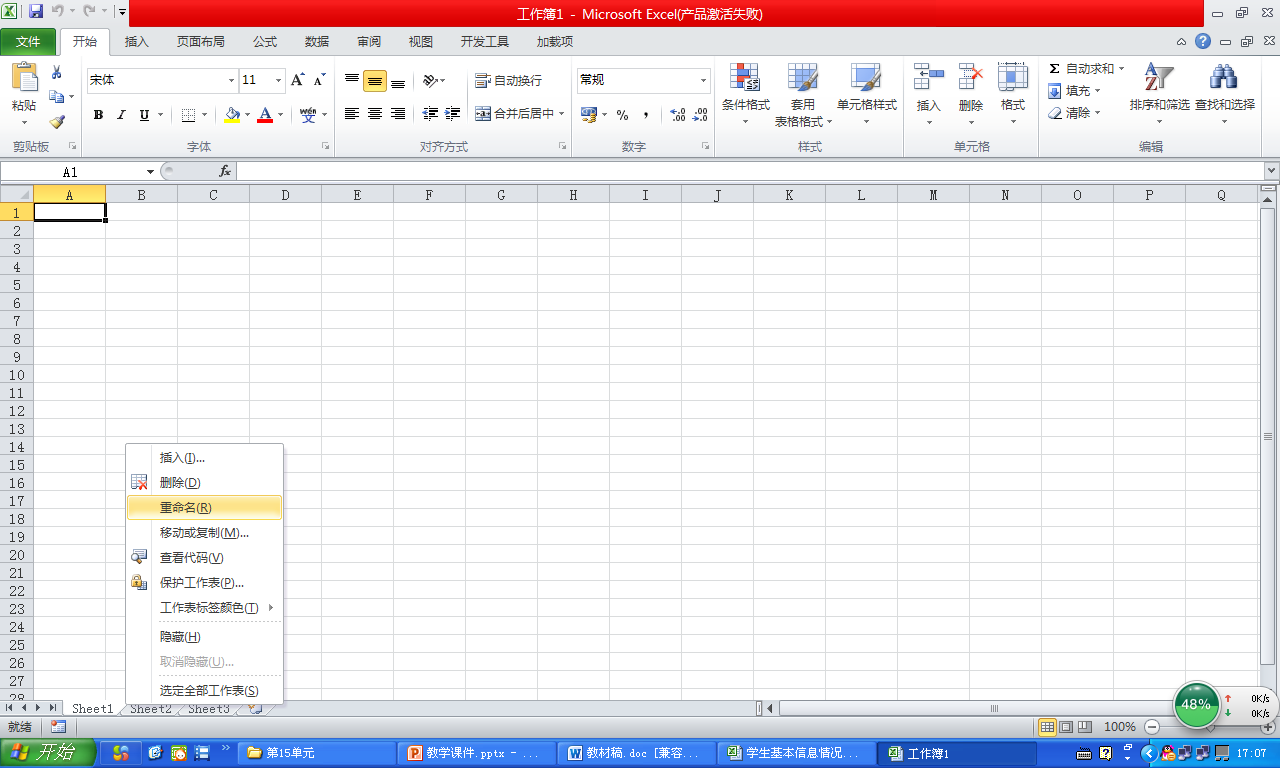 工作簿1 - Microsoft Excel(产品激活失败)
文件 开始 插入 页面布局 公式 数据 审阅 视图 开发工具 加载项
宋体 11 自动换行 常规 Σ 自动求和
粘贴 B I U A 合并后居中 % , 条件格式 套用 表格格式 单元格样式 插入 删除 格式 填充 清除 排序和筛选 查找和选择
剪贴板 字体 对齐方式 数字 样式 单元格 编辑
A1 fx
A B C D E F G H I J K L M N O P Q
1
2
3
4
5
6
7
8
9
10
11
12
13
14
15
16
17
18
19
20
21
22
23
24
25
26
27
28
插入(I)...
删除(D)
重命名(R)
移动或复制(M)...
查看代码(V)
保护工作表(P)...
工作表标签颜色(T)
隐藏(H)
取消隐藏(U)...
选定全部工作表(S)
Sheet1 Sheet2 Sheet3
48% 0K/s
0K/s
就绪 100%
开始 第15单元 教学课件.pptx - ... 教材稿.doc [兼容... 学生基本信息情况... 工作簿1 17:07